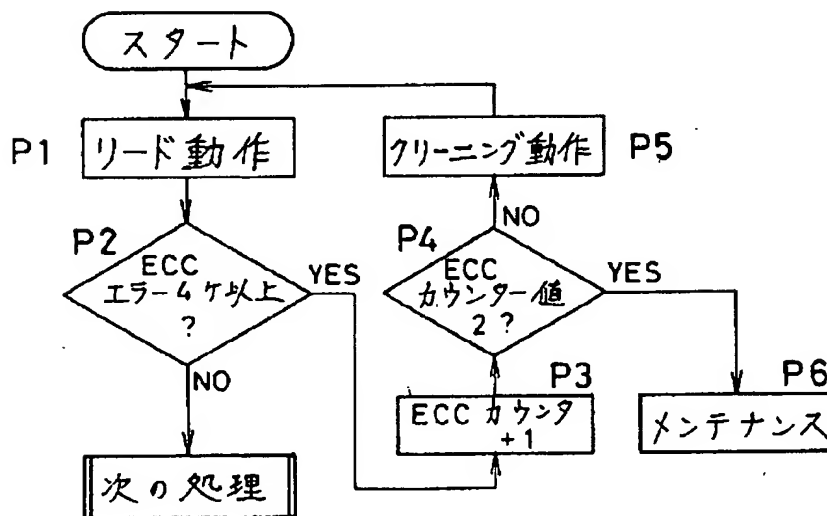 スタート
P1
リード動作
P2
ECC
エラー4ケ以上
?
YES
NO
次の処理
クリーニング動作
P5
NO
P4
ECC
カウンター値
2?
YES
P3
ECCカウンタ
+1
P6
メンテナンス